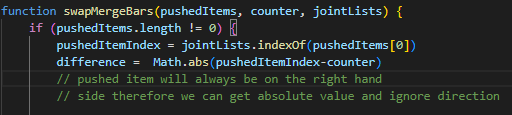 function swapMergeBars(pushedItems, counter, jointLists) {
if (pushedItems.length != 0) {
pushedItemIndex = jointLists.indexOf(pushedItems[0])
difference =  Math.abs(pushedItemIndex-counter)
// pushed item will always be on the right hand
// side therefore we can get absolute value and ignore direction